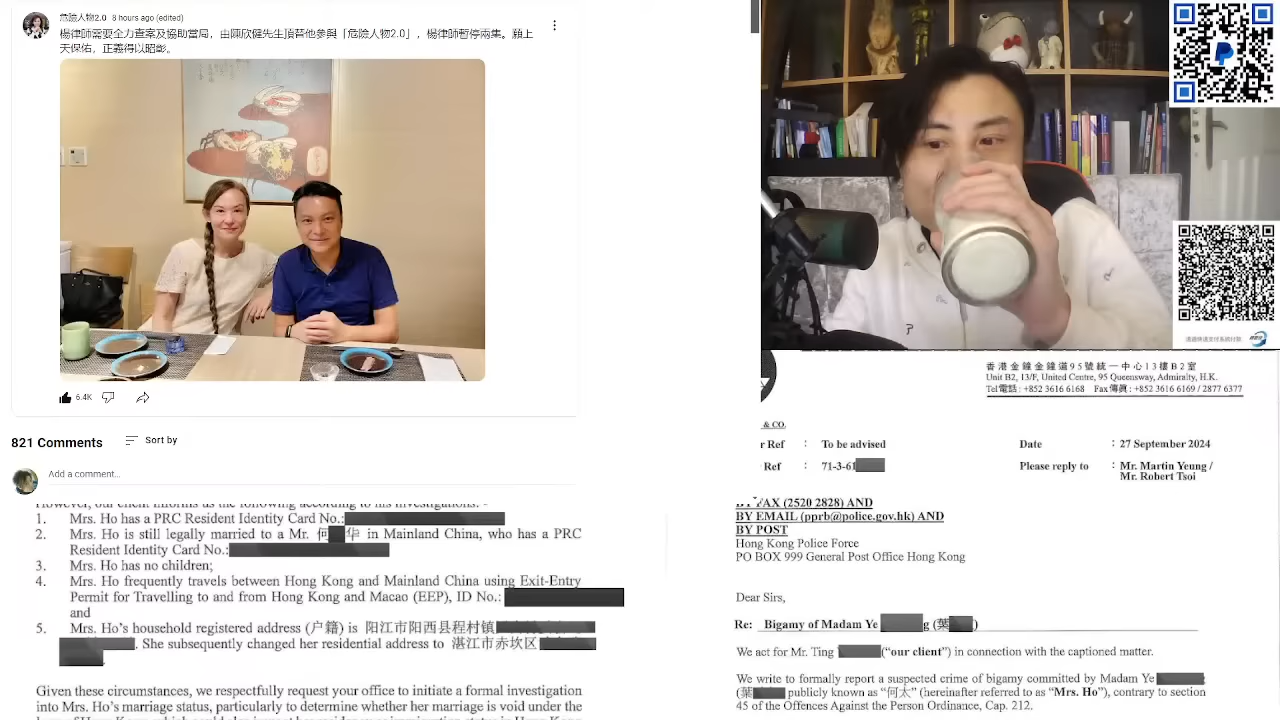 危險人物2.0 8 hours ago (edited)
楊律師需要全力查案及協助當局，由陳欣健先生頂替他參與「危險人物2.0」，楊律師暫停兩集。願上
天保佑，正義得以昭彰。
6.4K
821 Comments Sort by
Add a comment...
However, our client informs us the following according to his investigations: -
1. Mrs. Ho has a PRC Resident Identity Card No.:
2. Mrs. Ho is still legally married to a Mr. 何 华 in Mainland China, who has a PRC
Resident Identity Card No.:
3. Mrs. Ho has no children;
4. Mrs. Ho frequently travels between Hong Kong and Mainland China using Exit-Entry
Permit for Travelling to and from Hong Kong and Macao (EEP), ID No.:
and
5. Mrs. Ho's household registered address (户籍) is 阳江市阳西县程村镇
. She subsequently changed her residential address to 湛江市赤坎区
.
Given these circumstances, we respectfully request your office to initiate a formal investigation
into Mrs. Ho's marriage status, particularly to determine whether her marriage is void under the
香港金鐘金鐘道95號統一中心13樓B2室
Unit B2, 13/F, United Centre, 95 Queensway, Admiralty, H.K.
Tel電話 : +852 3616 6168 Fax傳真 : +852 3616 6169 / 2877 6377
& CO.
r Ref : To be advised Date : 27 September 2024
Ref : 71-3-61 Please reply to : Mr. Martin Yeung /
Mr. Robert Tsoi
BY FAX (2520 2828) AND
BY EMAIL (pprb@police.gov.hk) AND
BY POST
Hong Kong Police Force
PO BOX 999 General Post Office Hong Kong
Dear Sirs,
Re: Bigamy of Madam Ye g (葉 )
We act for Mr. Ting ("our client") in connection with the captioned matter.
We write to formally report a suspected crime of bigamy committed by Madam Ye
(葉 publicly known as "何太" (hereinafter referred to as "Mrs. Ho"), contrary to section
45 of the Offences Against the Person Ordinance, Cap. 212.